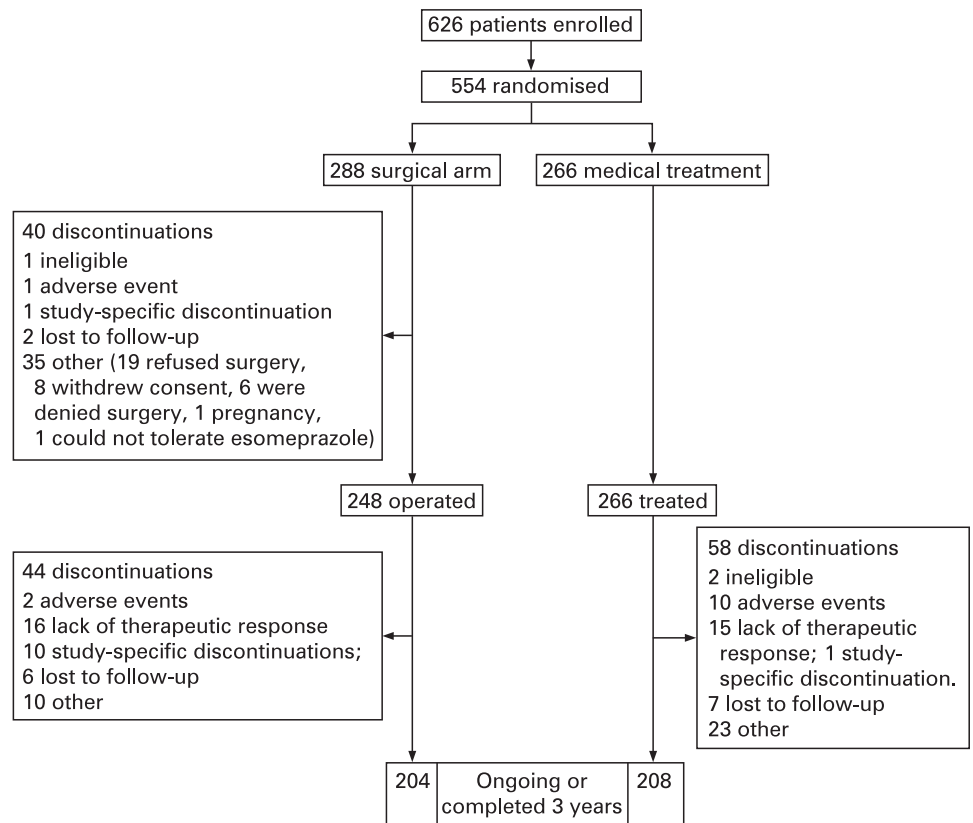 626 patients enrolled
554 randomised
288 surgical arm
266 medical treatment
40 discontinuations
1 ineligible
1 adverse event
1 study-specific discontinuation
2 lost to follow-up
35 other (19 refused surgery,
8 withdrew consent, 6 were
denied surgery, 1 pregnancy,
1 could not tolerate esomeprazole)
248 operated
266 treated
44 discontinuations
2 adverse events
16 lack of therapeutic response
10 study-specific discontinuations;
6 lost to follow-up
10 other
58 discontinuations
2 ineligible
10 adverse events
15 lack of therapeutic
response; 1 study-
specific discontinuation.
7 lost to follow-up
23 other
204
Ongoing or
completed 3 years
208